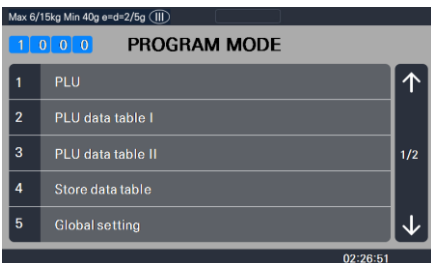 Max 6/15kg Min 40g e=d=2/5g III
1 0 0 0 PROGRAM MODE
1 PLU
2 PLU data table I
3 PLU data table II
1/2
4 Store data table
5 Global setting
02:26:51